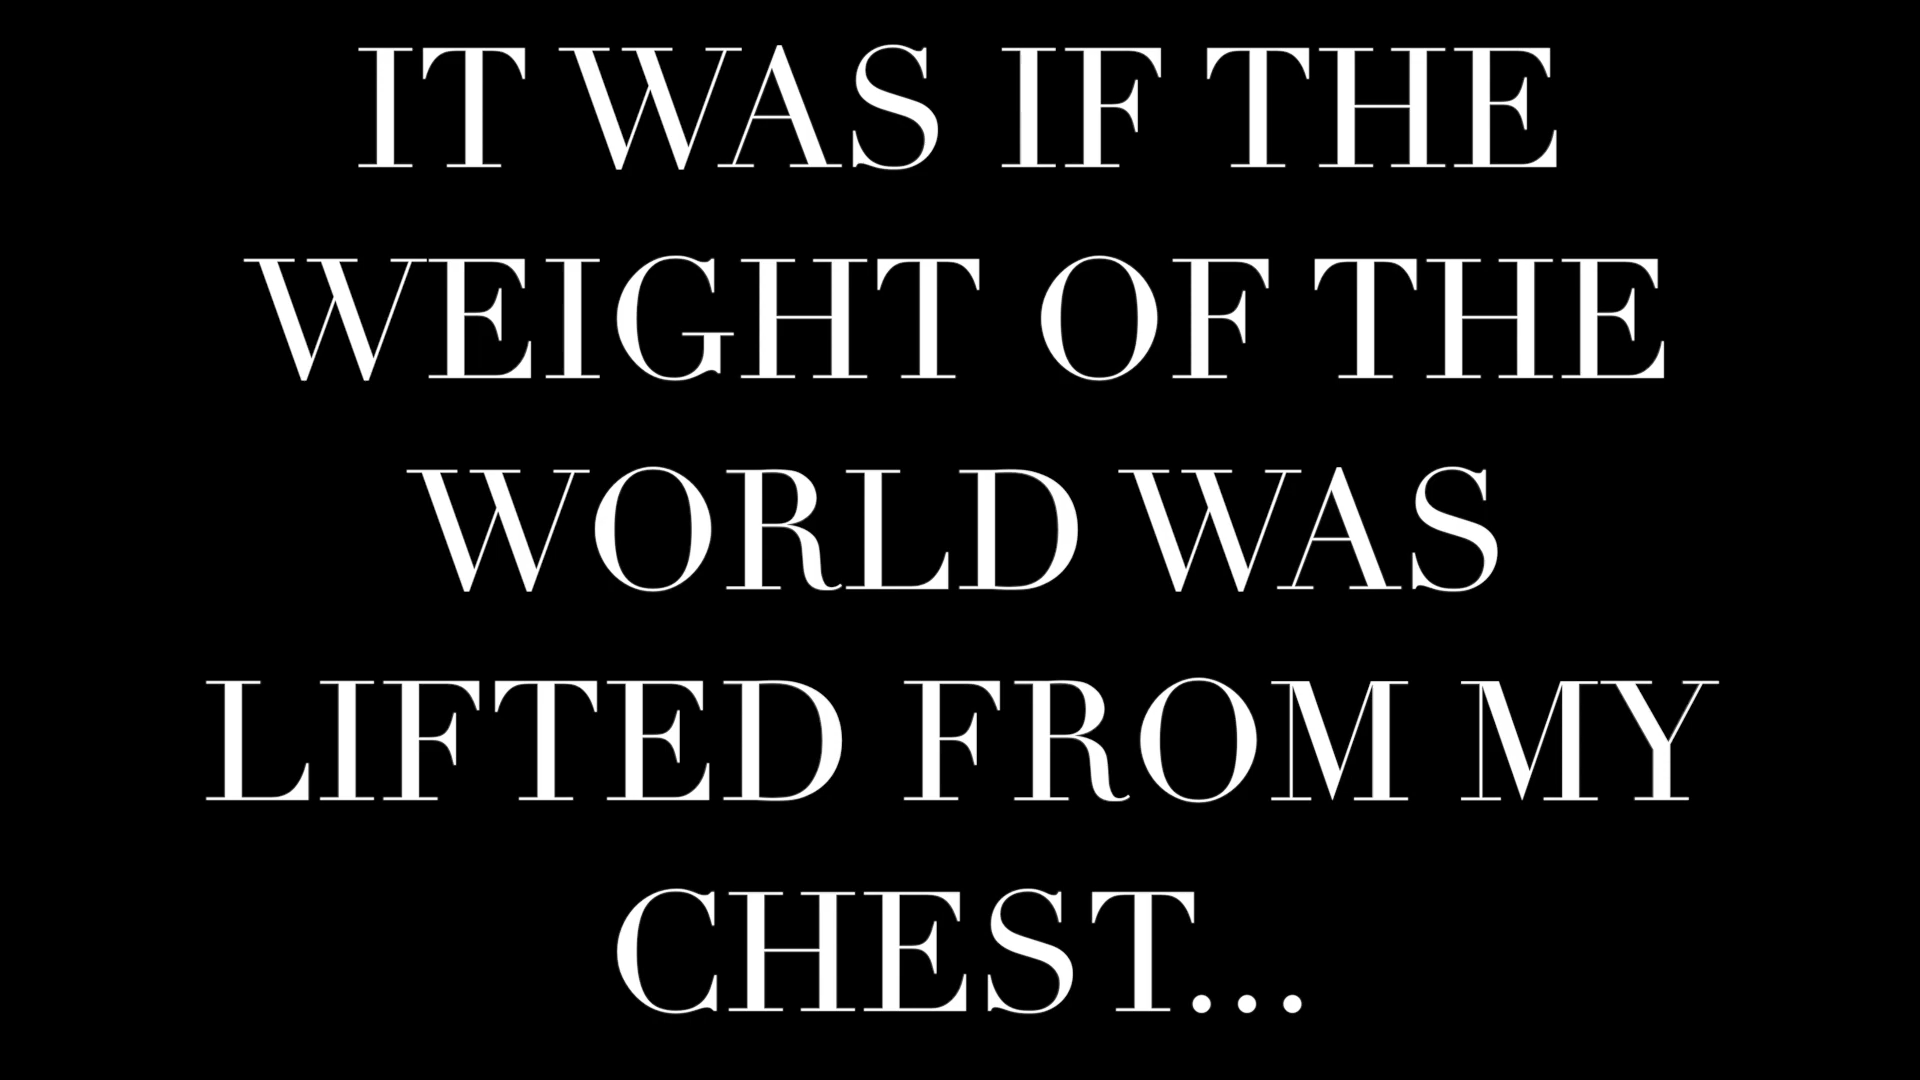 IT WAS IF THE
WEIGHT OF THE
WORLD WAS
LIFTED FROM MY
CHEST...